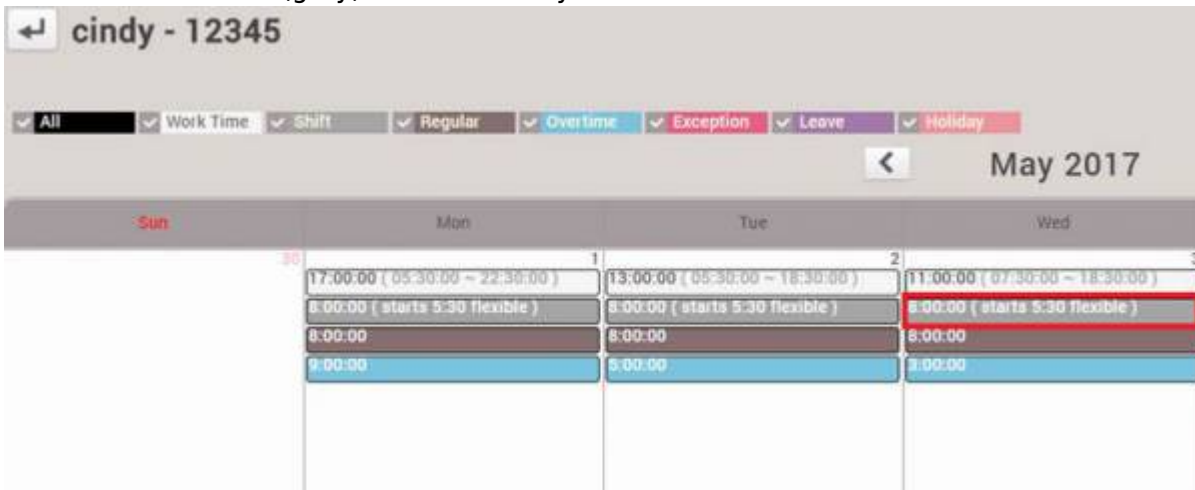 cindy - 12345
All Work Time Shift Regular Overtime Exception Leave Holiday
May 2017
Sun Mon Tue Wed
30 1 2 3
17:00:00 ( 05:30:00 ~ 22:30:00 ) 13:00:00 ( 05:30:00 ~ 18:30:00 ) 11:00:00 ( 07:30:00 ~ 18:30:00 )
8:00:00 ( starts 5:30 flexible ) 8:00:00 ( starts 5:30 flexible ) 8:00:00 ( starts 5:30 flexible )
8:00:00 8:00:00 8:00:00
9:00:00 5:00:00 3:00:00